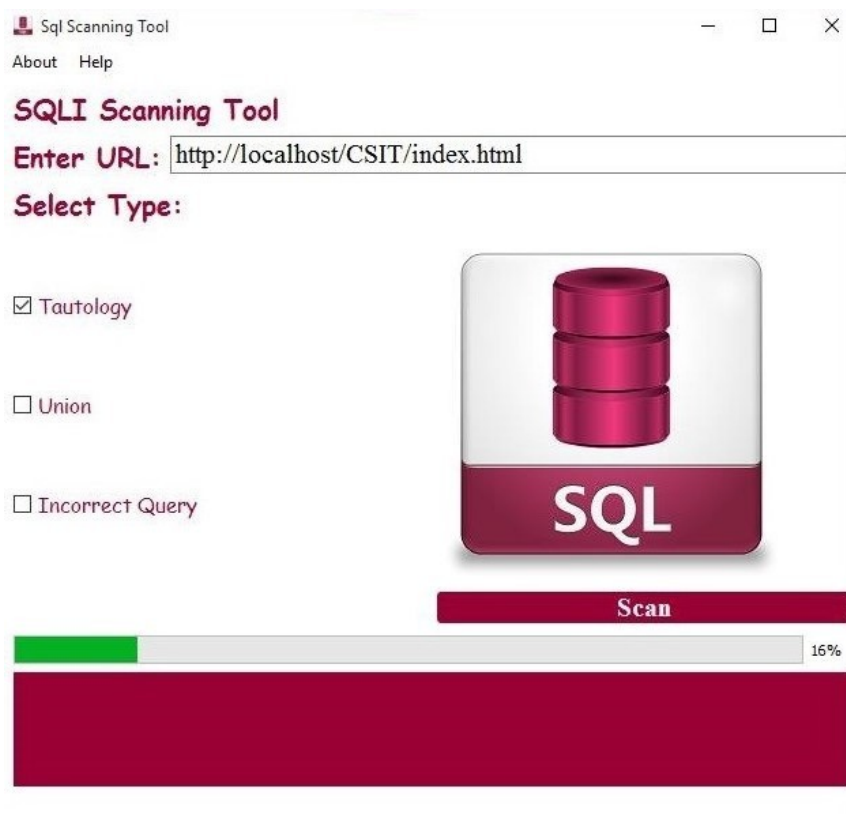 Sql Scanning Tool
About Help
SQLI Scanning Tool
Enter URL: http://localhost/CSIT/index.html
Select Type:
Tautology
Union
Incorrect Query
SQL
Scan
16%